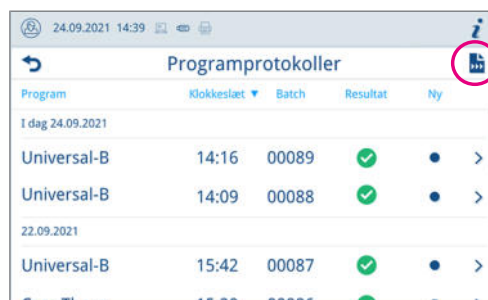 24.09.2021 14:39 i
Programprotokoller
Program Klokkeslæt ▼ Batch Resultat Ny
I dag 24.09.2021
Universal-B 14:16 00089
Universal-B 14:09 00088
22.09.2021
Universal-B 15:42 00087